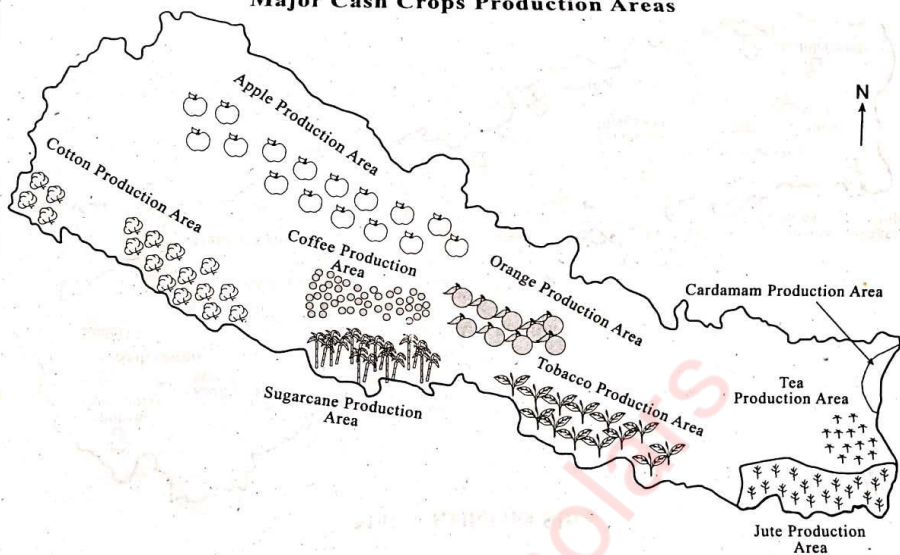 Major Cash Crops Production Areas
N
Apple Production Area
Cotton Production Area
Coffee Production
Area
Orange Production Area
Cardamam Production Area
Tobacco Production Area
Tea
Production Area
Sugarcane Production
Area
Jute Production
Area